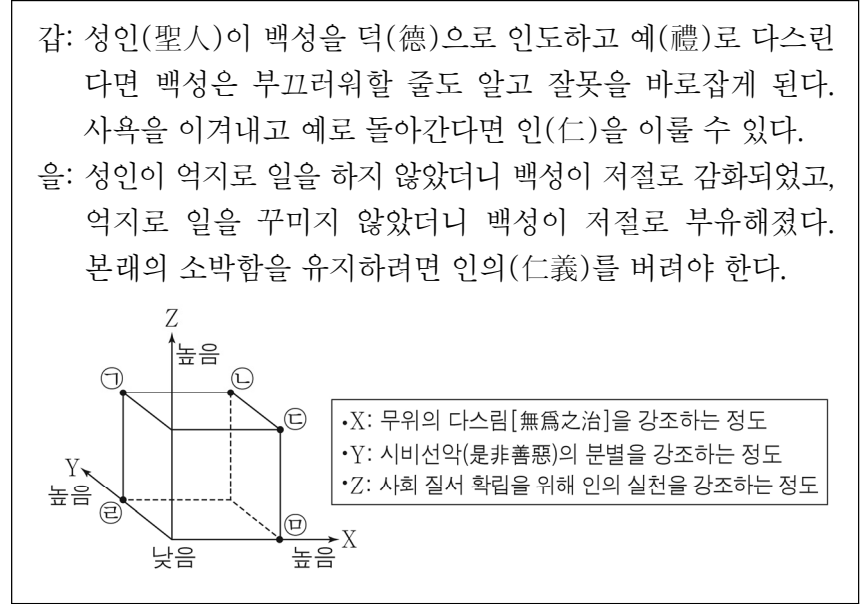 갑: 성인(聖人)이 백성을 덕(德)으로 인도하고 예(禮)로 다스린
다면 백성은 부끄러워할 줄도 알고 잘못을 바로잡게 된다.
사욕을 이겨내고 예로 돌아간다면 인(仁)을 이룰 수 있다.
을: 성인이 억지로 일을 하지 않았더니 백성이 저절로 감화되었고,
억지로 일을 꾸미지 않았더니 백성이 저절로 부유해졌다.
본래의 소박함을 유지하려면 인의(仁義)를 버려야 한다.
Z
높음
㉠
㉡
㉢
•X: 무위의 다스림[無爲之治]을 강조하는 정도
•Y: 시비선악(是非善惡)의 분별을 강조하는 정도
•Z: 사회 질서 확립을 위해 인의 실천을 강조하는 정도
Y
높음
㉣
㉤
X
낮음
높음